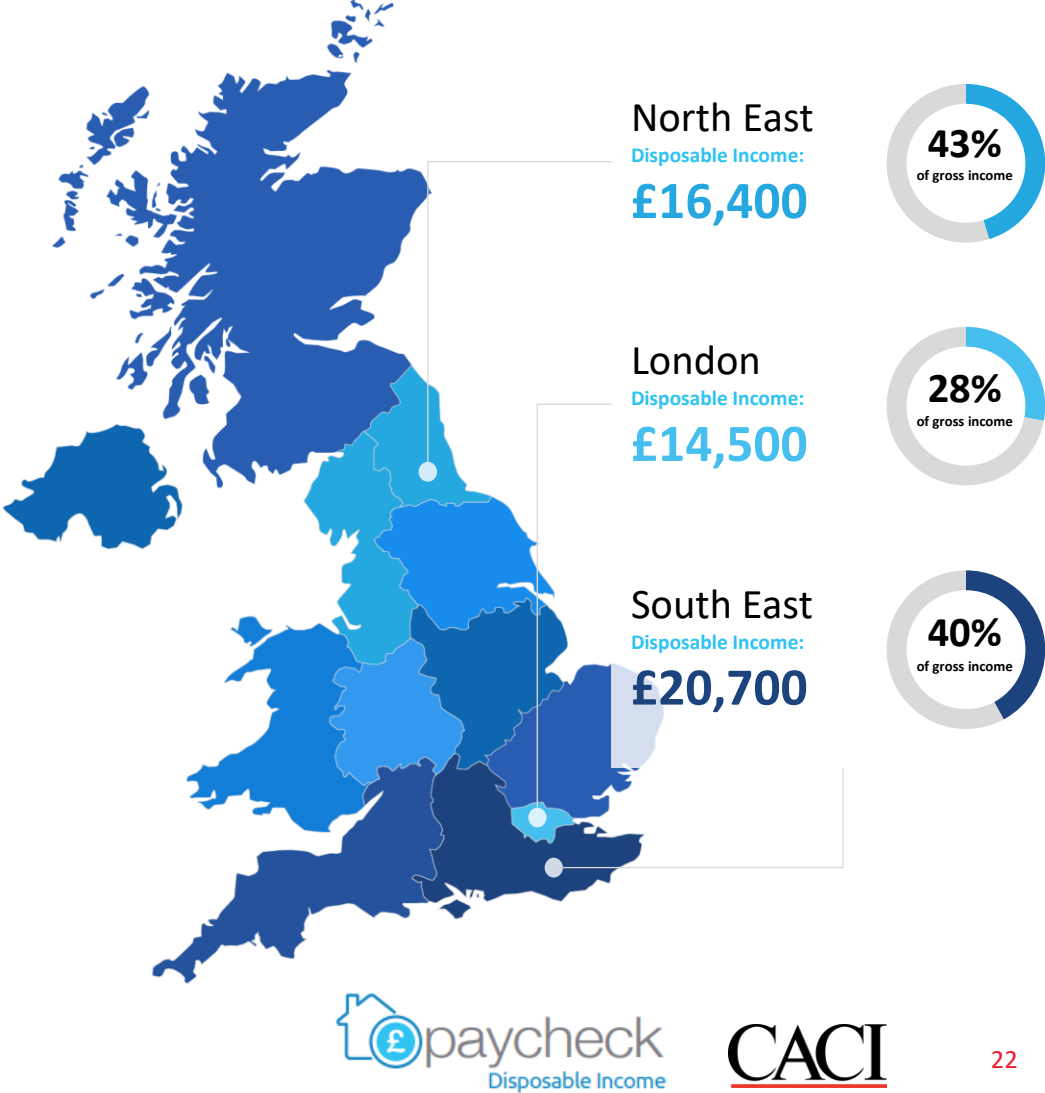 North East
Disposable Income:
£16,400
43%
of gross income
London
Disposable Income:
£14,500
28%
of gross income
South East
Disposable Income:
£20,700
40%
of gross income
£ paycheck
Disposable Income
CACI
22